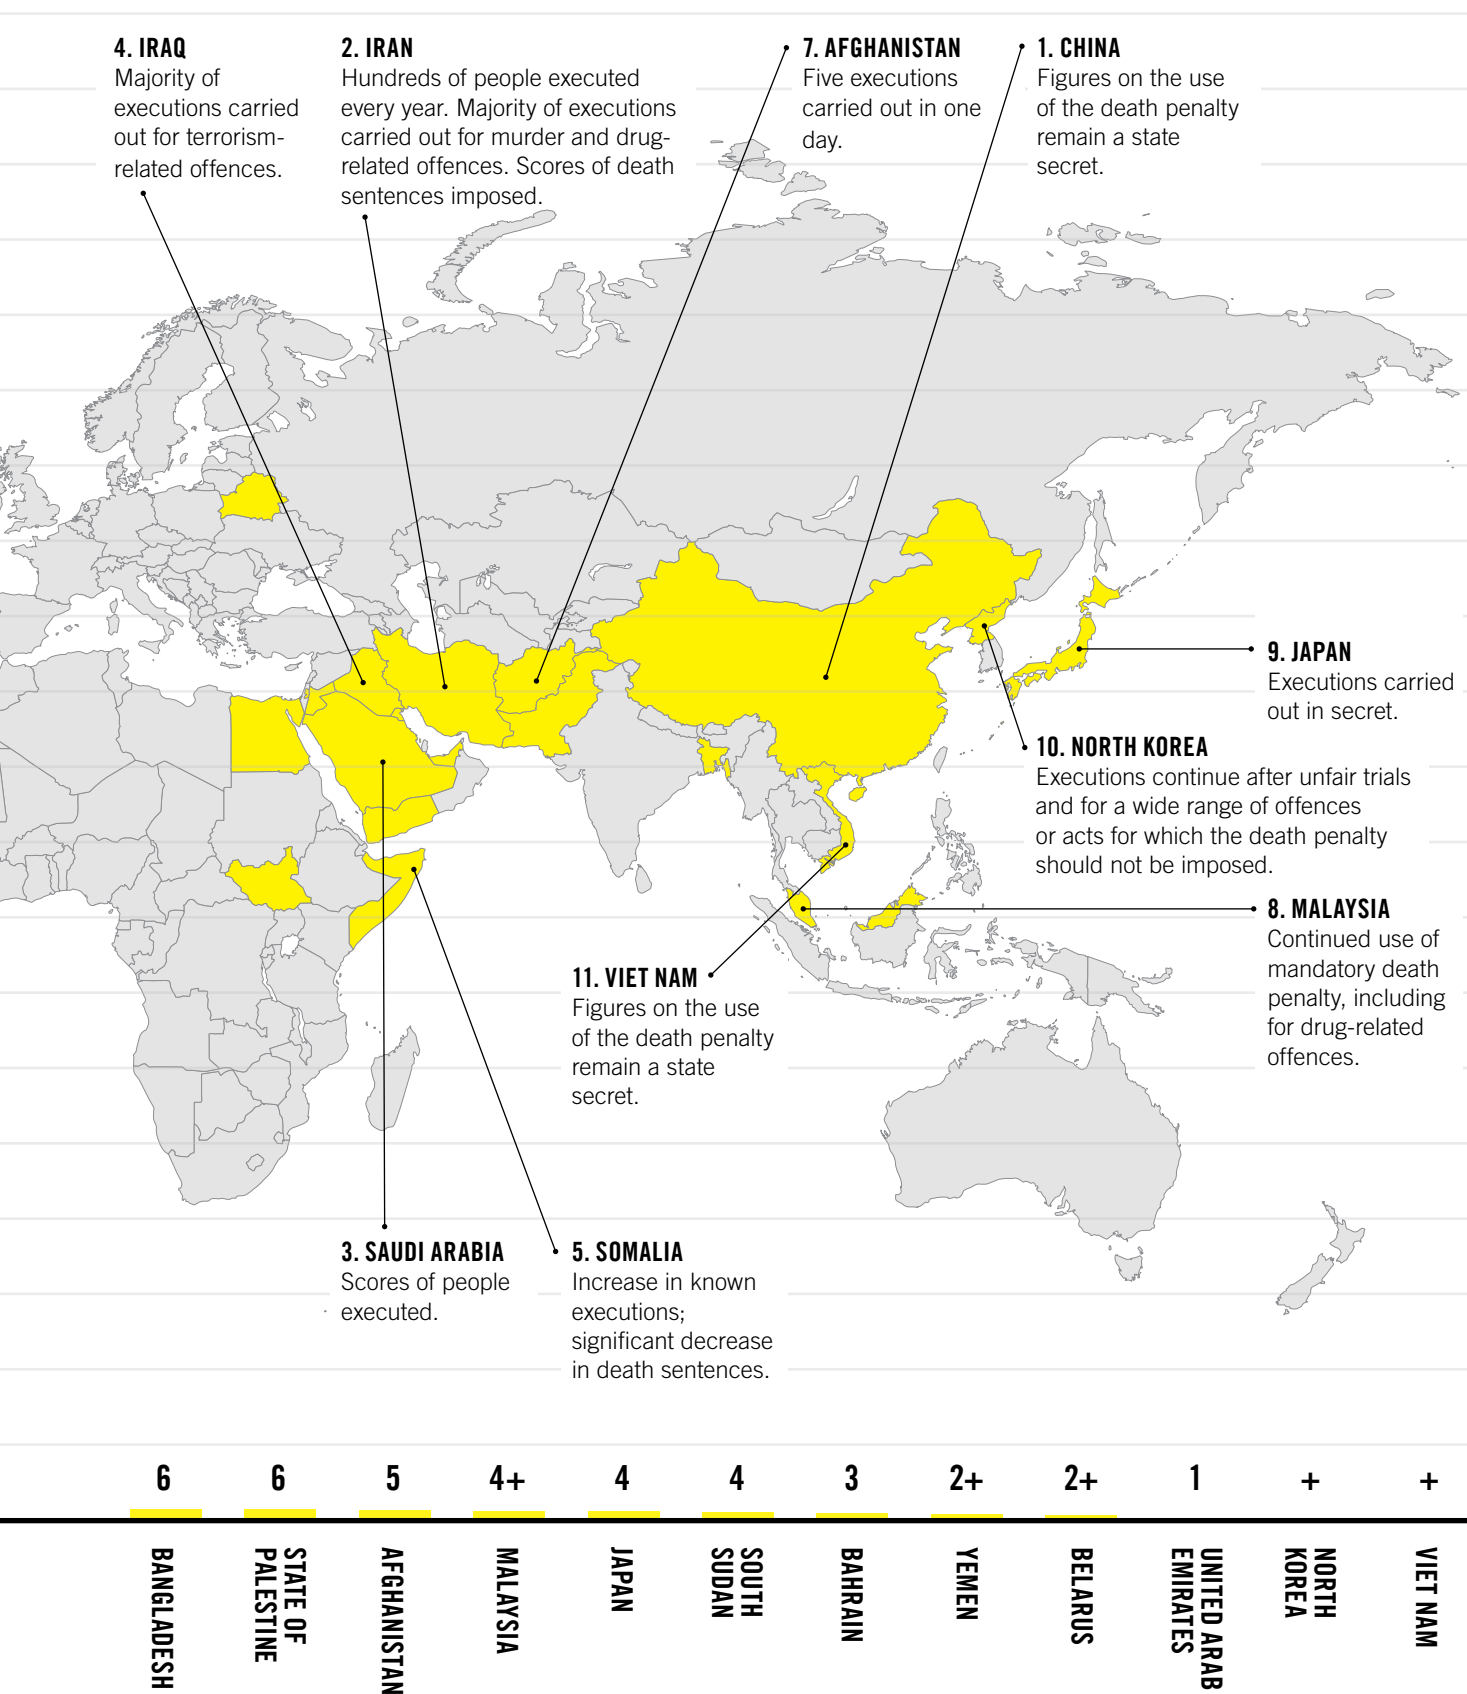 4. IRAQ
Majority of
executions carried
out for terrorism-
related offences.
2. IRAN
Hundreds of people executed
every year. Majority of executions
carried out for murder and drug-
related offences. Scores of death
sentences imposed.
7. AFGHANISTAN
Five executions
carried out in one
day.
1. CHINA
Figures on the use
of the death penalty
remain a state
secret.
9. JAPAN
Executions carried
out in secret.
10. NORTH KOREA
Executions continue after unfair trials
and for a wide range of offences
or acts for which the death penalty
should not be imposed.
8. MALAYSIA
Continued use of
mandatory death
penalty, including
for drug-related
offences.
11. VIET NAM
Figures on the use
of the death penalty
remain a state
secret.
3. SAUDI ARABIA
Scores of people
executed.
5. SOMALIA
Increase in known
executions;
significant decrease
in death sentences.
6
6
5
4+
4
4
3
2+
2+
1
+
+
BANGLADESH
STATE OF
PALESTINE
AFGHANISTAN
MALAYSIA
JAPAN
SOUTH
SUDAN
BAHRAIN
YEMEN
BELARUS
UNITED ARAB
EMIRATES
NORTH
KOREA
VIET NAM